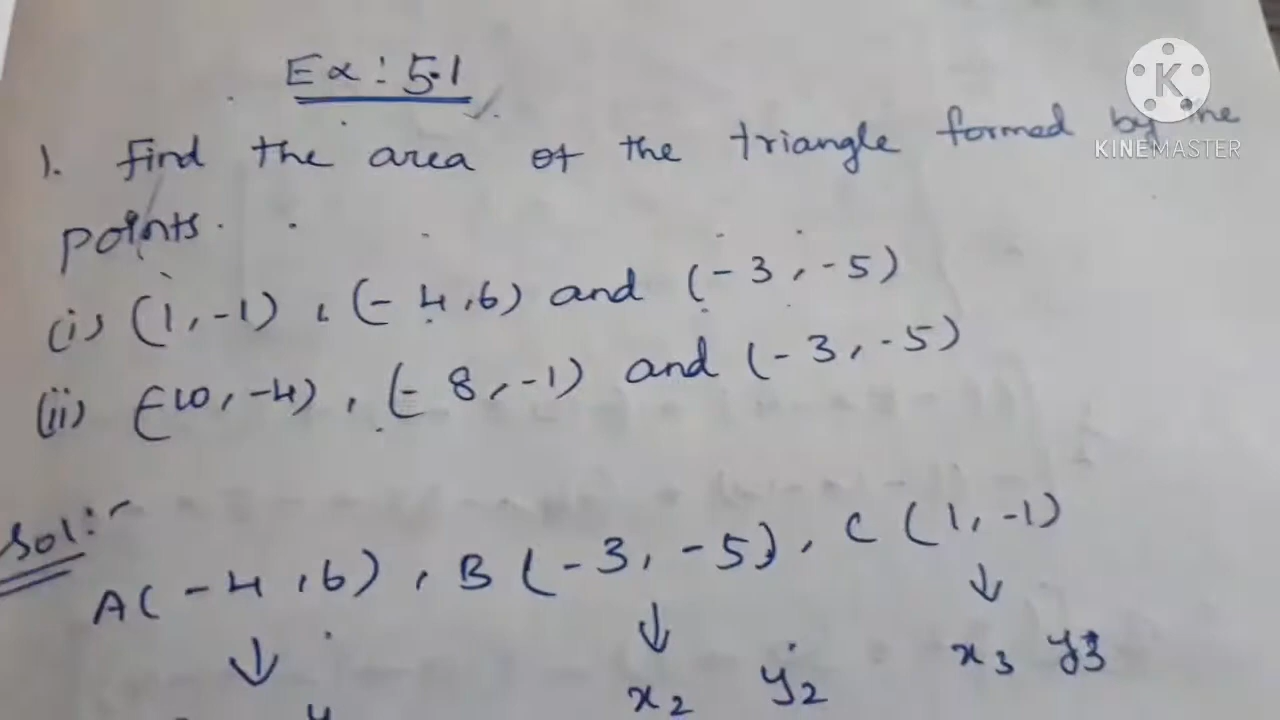 Ex: 5.1
1. Find the area of the triangle formed by the
points.
(i) (1, -1), (-4, 6) and (-3, -5)
(ii) (-10, -4), (-8, -1) and (-3, -5)
Sol:-
A(-4, 6), B(-3, -5), C(1, -1)
↓ ↓ ↓
x2 y2 x3 y3
K
KINEMASTER